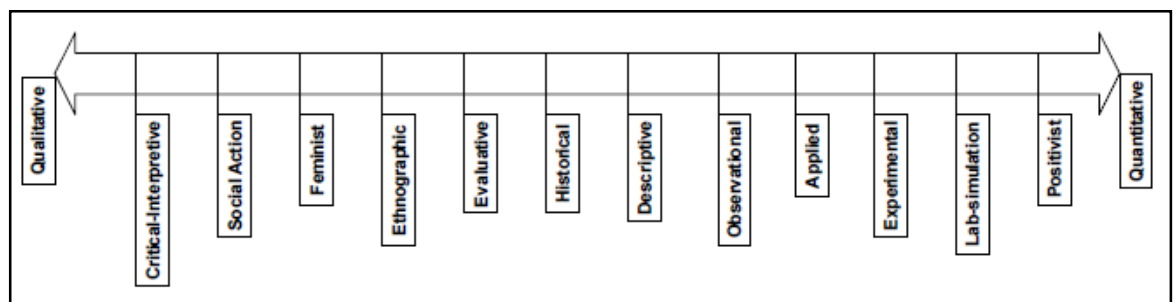 Qualitative
Critical-Interpretive
Social Action
Feminist
Ethnographic
Evaluative
Historical
Descriptive
Observational
Applied
Experimental
Lab-simulation
Positivist
Quantitative